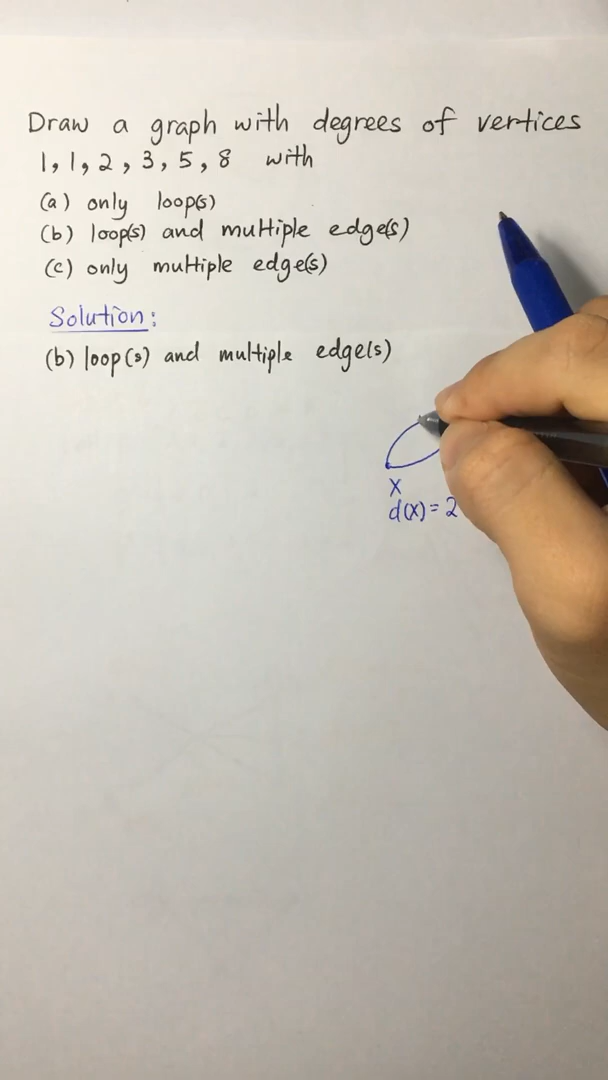 Draw a graph with degrees of vertices
1, 1, 2, 3, 5, 8 with
(a) only loop(s)
(b) loop(s) and multiple edge(s)
(c) only multiple edge(s)
Solution:
(b) loop(s) and multiple edge(s)
X
d(x) = 2